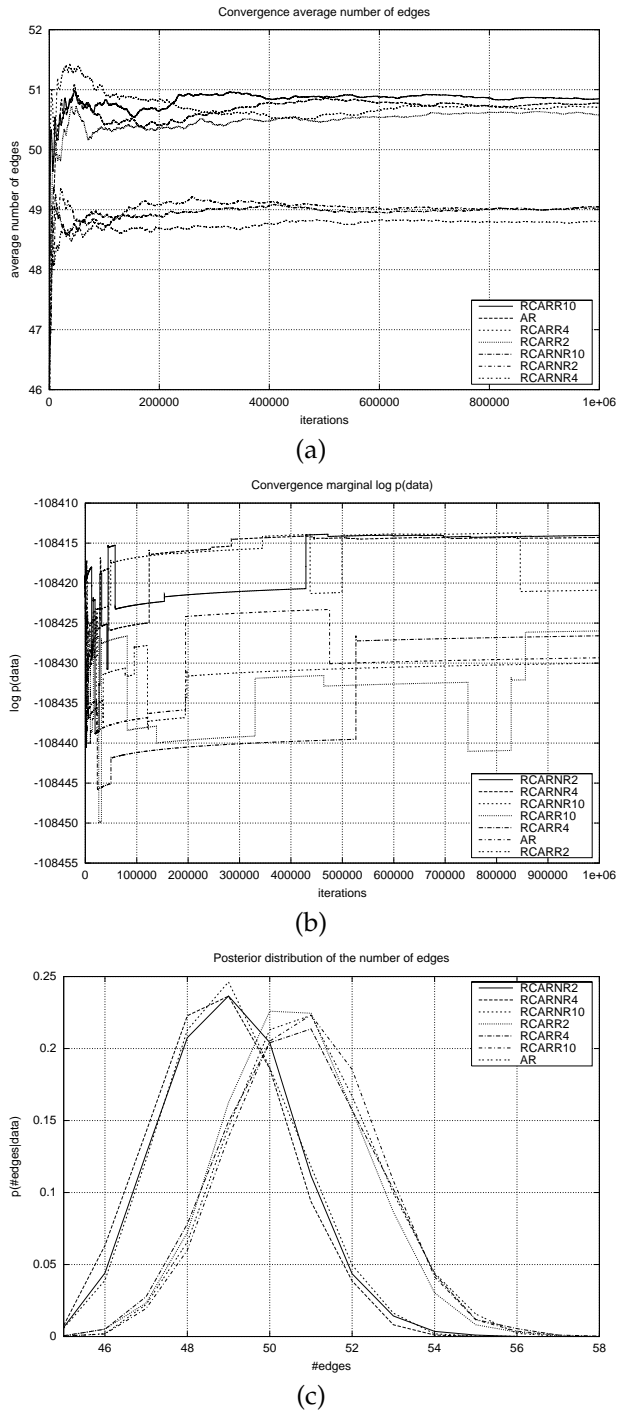 Convergence average number of edges
52
51
50
49
48
47
46
average number of edges
0
200000
400000
600000
800000
1e+06
iterations
RCARR10
AR
RCARR4
RCARR2
RCARNR10
RCARNR2
RCARNR4
(a)
Convergence marginal log p(data)
-108410
-108415
-108420
-108425
-108430
-108435
-108440
-108445
-108450
-108455
log p(data)
0
100000
200000
300000
400000
500000
600000
700000
800000
900000
1e+06
iterations
RCARNR2
RCARNR4
RCARNR10
RCARR10
RCARR4
AR
RCARR2
(b)
Posterior distribution of the number of edges
0.25
0.2
0.15
0.1
0.05
0
p(#edges|data)
46
48
50
52
54
56
58
#edges
RCARNR2
RCARNR4
RCARNR10
RCARR2
RCARR4
RCARR10
AR
(c)